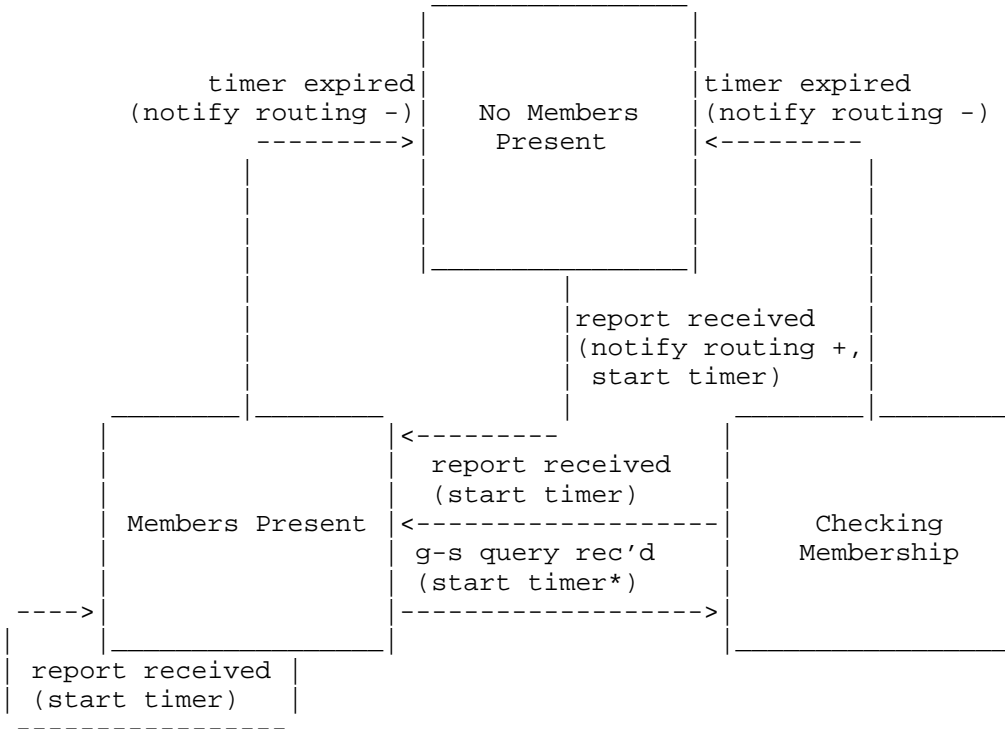 timer expired
(notify routing -)
No Members
Present
timer expired
(notify routing -)
report received
(notify routing +,
start timer)
report received
(start timer)
Members Present
Checking
Membership
g-s query rec'd
(start timer*)
report received
(start timer)